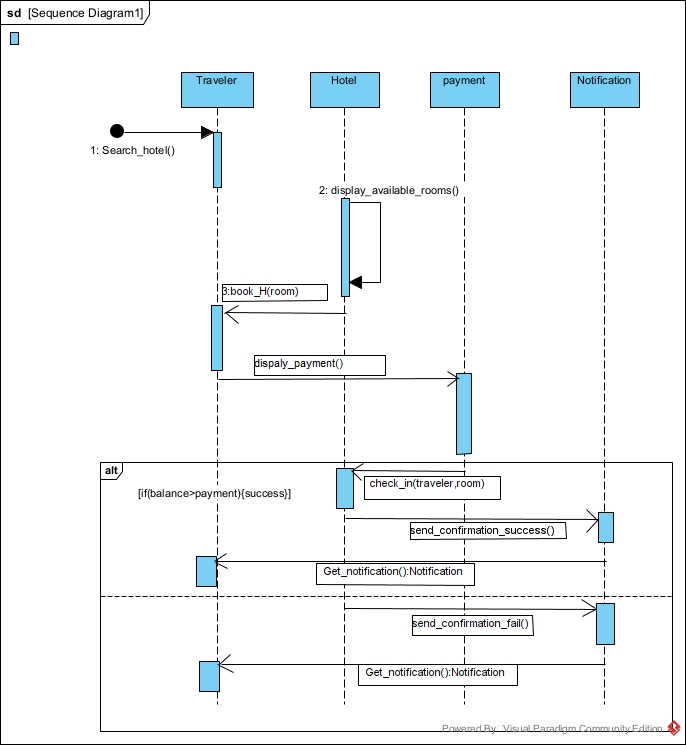 sd [Sequence Diagram1]
Traveler
Hotel
payment
Notification
1: Search_hotel()
2: display_available_rooms()
3:book_H(room)
dispaly_payment()
alt
check_in(traveler,room)
[if(balance>payment){success}]
send_confirmation_success()
Get_notification():Notification
send_confirmation_fail()
Get_notification():Notification
Powered By: Visual Paradigm Community Edition